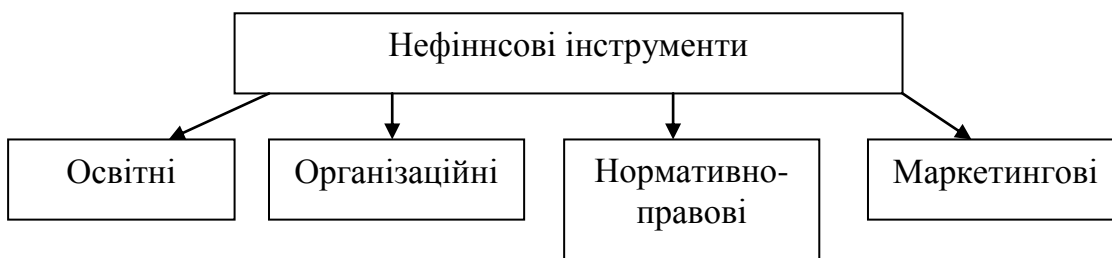 Нефіннсові інструменти
Освітні
Організаційні
Нормативно-
правові
Маркетингові